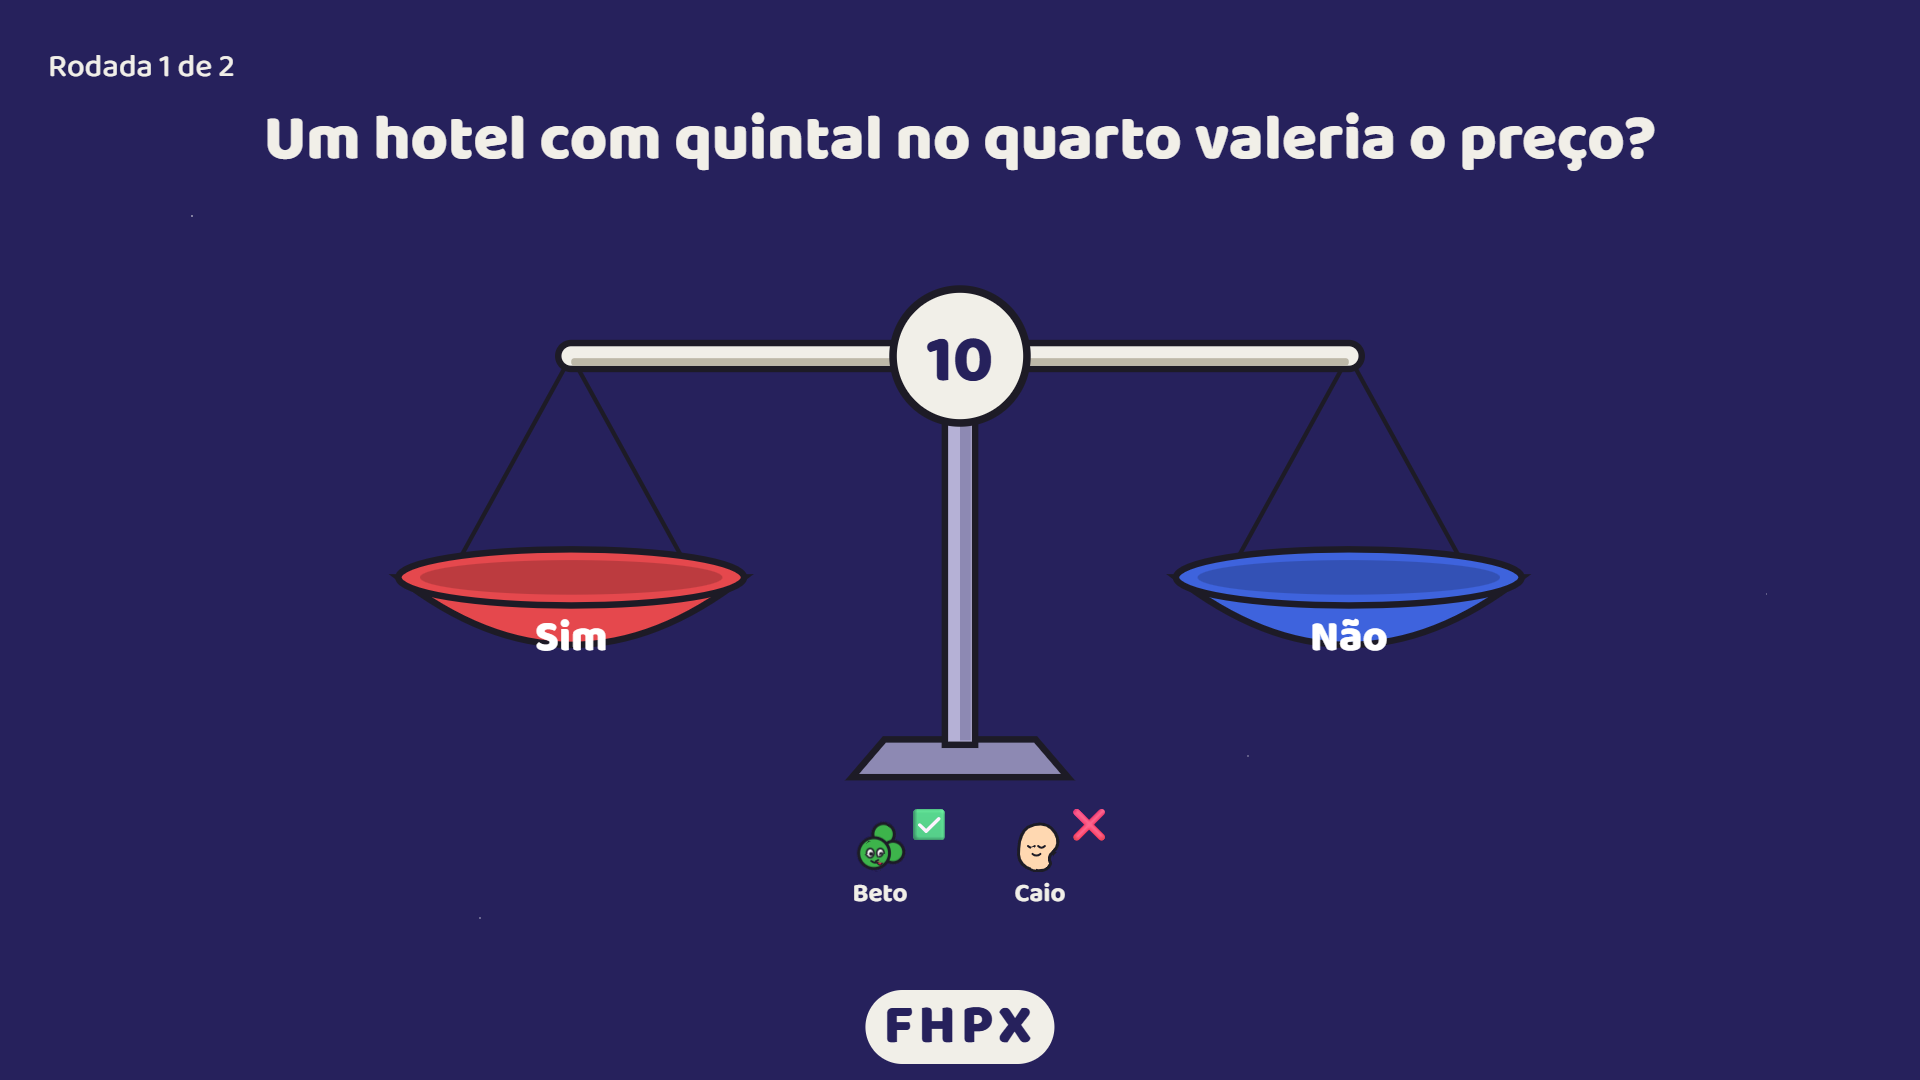 Rodada 1 de 2
Um hotel com quintal no quarto valeria o preço?
10
Sim
Não
Beto
Caio
FHPX